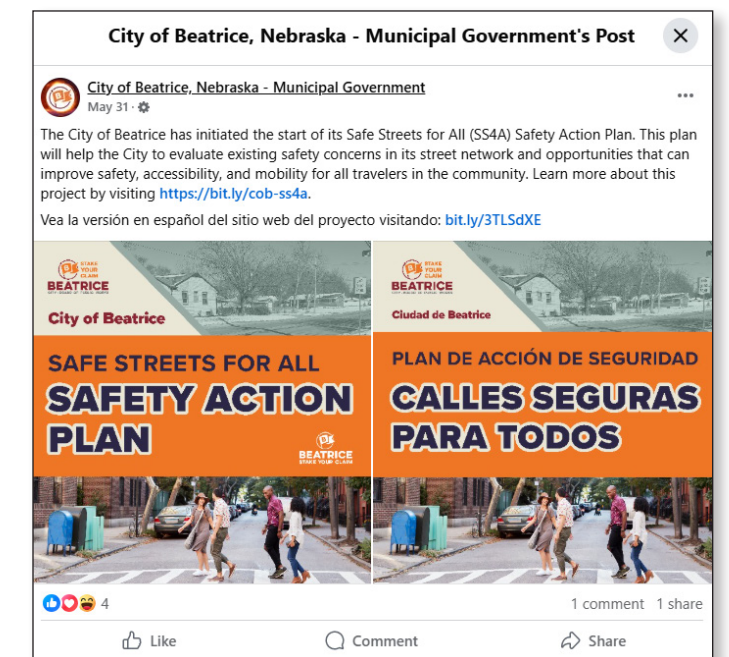 City of Beatrice, Nebraska - Municipal Government's Post
City of Beatrice, Nebraska - Municipal Government
May 31 ·
The City of Beatrice has initiated the start of its Safe Streets for All (SS4A) Safety Action Plan. This plan
will help the City to evaluate existing safety concerns in its street network and opportunities that can
improve safety, accessibility, and mobility for all travelers in the community. Learn more about this
project by visiting https://bit.ly/cob-ss4a.
Vea la versión en español del sitio web del proyecto visitando: bit.ly/3TLSdXE
STAKE
YOUR
CLAIM
BEATRICE
City of Beatrice
SAFE STREETS FOR ALL
SAFETY ACTION
PLAN
BEATRICE
STAKE YOUR CLAIM
STAKE
YOUR
CLAIM
BEATRICE
Ciudad de Beatrice
PLAN DE ACCIÓN DE SEGURIDAD
CALLES SEGURAS
PARA TODOS
4
1 comment 1 share
Like
Comment
Share